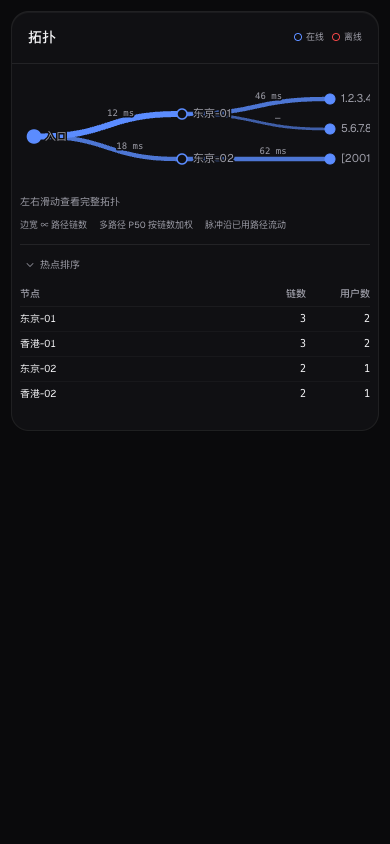 拓扑
在线 离线
46 ms
1.2.3.4
12 ms
东京-01
–
5.6.7.8
入口
18 ms
东京-02
62 ms
[2001
左右滑动查看完整拓扑
边宽 ∝ 路径链数 多路径 P50 按链数加权 脉冲沿已用路径流动
热点排序
节点 链数 用户数
东京-01 3 2
香港-01 3 2
东京-02 2 1
香港-02 2 1